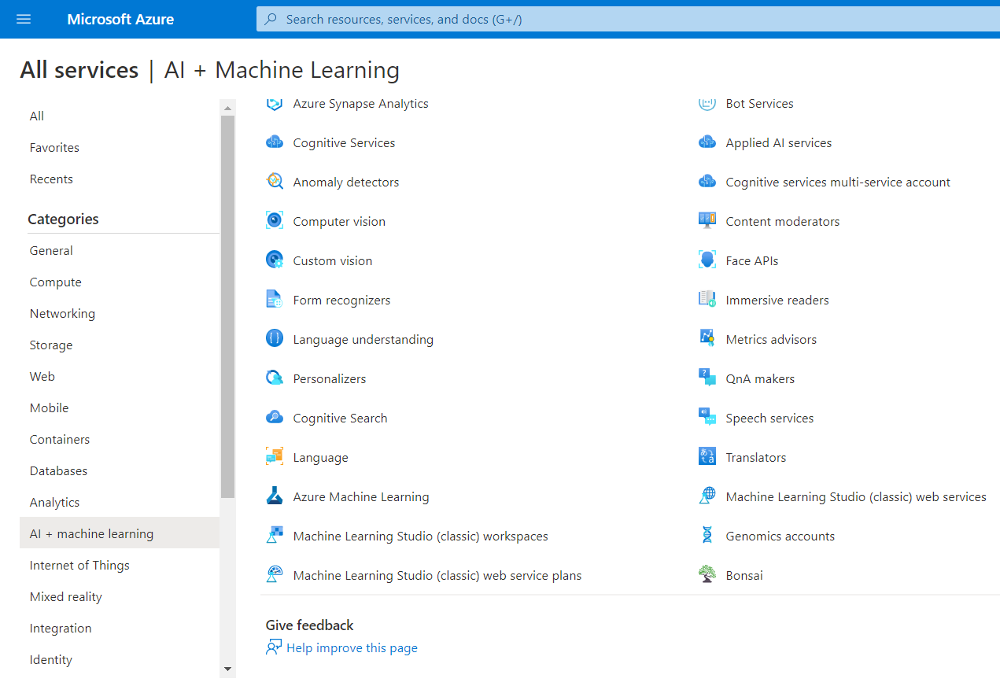 Microsoft Azure
Search resources, services, and docs (G+/)
All services | AI + Machine Learning
All
Favorites
Recents
Categories
General
Compute
Networking
Storage
Web
Mobile
Containers
Databases
Analytics
AI + machine learning
Internet of Things
Mixed reality
Integration
Identity
Azure Synapse Analytics
Bot Services
Cognitive Services
Applied AI services
Anomaly detectors
Cognitive services multi-service account
Computer vision
Content moderators
Custom vision
Face APIs
Form recognizers
Immersive readers
Language understanding
Metrics advisors
Personalizers
QnA makers
Cognitive Search
Speech services
Language
Translators
Azure Machine Learning
Machine Learning Studio (classic) web services
Machine Learning Studio (classic) workspaces
Genomics accounts
Machine Learning Studio (classic) web service plans
Bonsai
Give feedback
Help improve this page